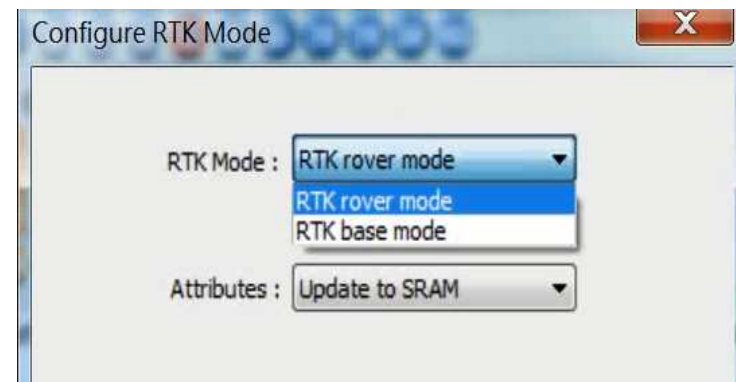 Configure RTK Mode
X
RTK Mode : RTK rover mode
RTK rover mode
RTK base mode
Attributes : Update to SRAM